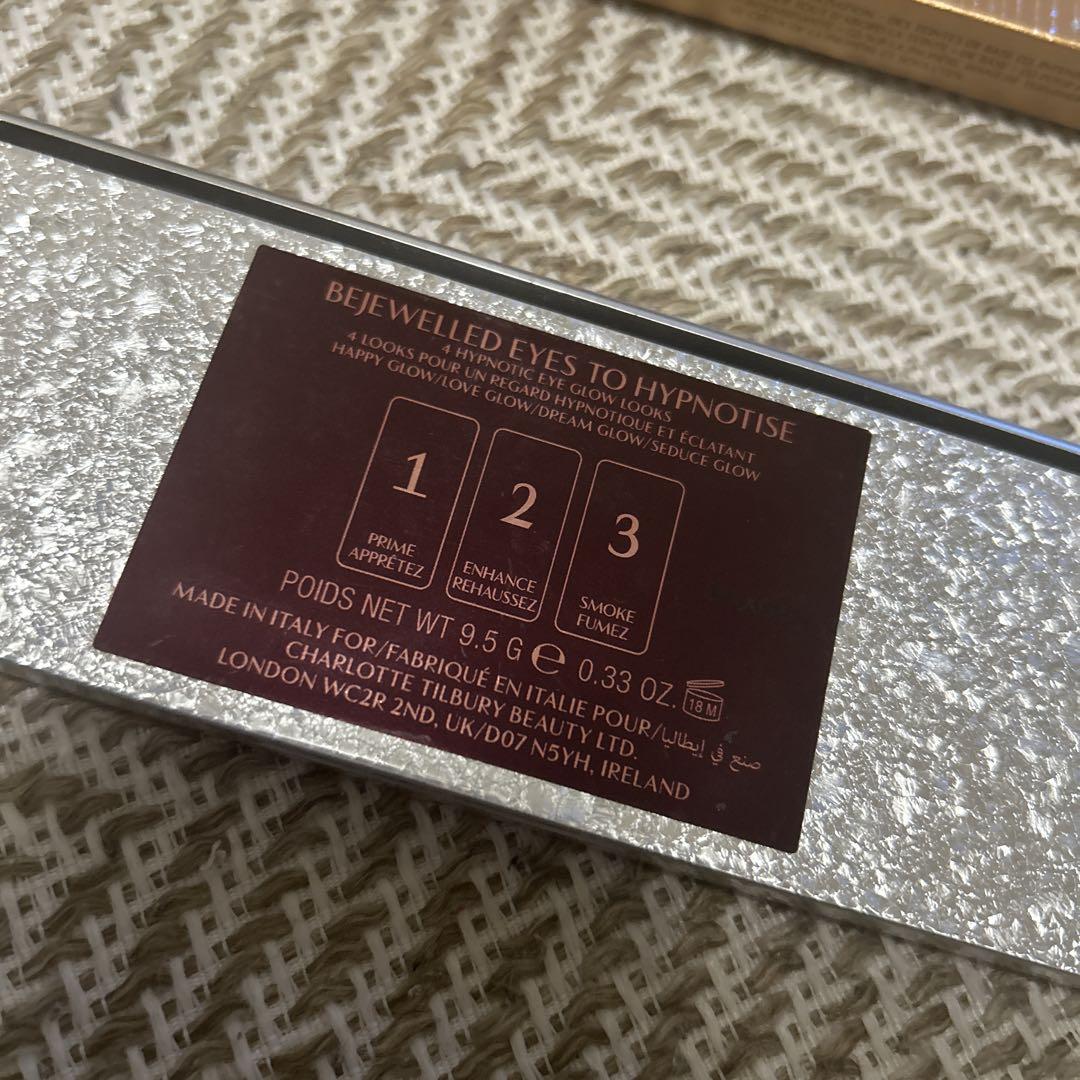 BEJEWELLED EYES TO HYPNOTISE
4 HYPNOTIC EYE GLOW LOOKS
4 LOOKS POUR UN REGARD HYPNOTIQUE ET ÉCLATANT
HAPPY GLOW/LOVE GLOW/DREAM GLOW/SEDUCE GLOW
1
PRIME
APPRÊTEZ
2
ENHANCE
REHAUSSEZ
3
SMOKE
FUMEZ
POIDS NET WT 9.5 G ℮ 0.33 OZ. 18 M
MADE IN ITALY FOR/FABRIQUÉ EN ITALIE POUR/صنع في إيطاليا
CHARLOTTE TILBURY BEAUTY LTD.
LONDON WC2R 2ND, UK/D07 N5YH, IRELAND